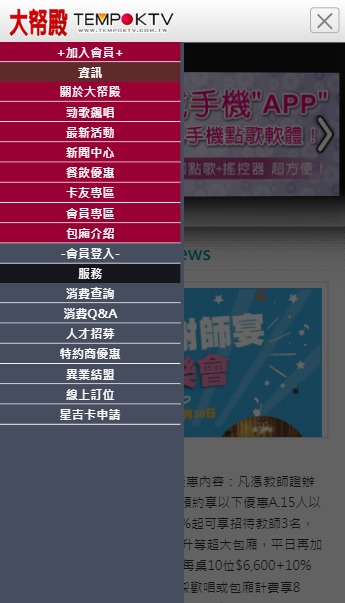 大帑殿 TEMPOKTV
WWW.TEMPOKTV.COM.TW
+加入會員+
資訊
關於大帑殿
勁歌飆唱
最新活動
新聞中心
餐飲優惠
卡友專區
會員專區
包廂介紹
-會員登入-
服務
消費查詢
消費Q&A
人才招募
特約商優惠
異業結盟
線上訂位
星吉卡申請
手機"APP"
手機點歌軟體！
點歌+搖控器 超方便！
ews
謝師宴
惠內容：凡憑教師證辦
預約享以下優惠A.15人以
%起可享招待教師3名，
升等超大包廂，平日再加
每桌10位$6,600+10%
採歡唱或包廂計費享8